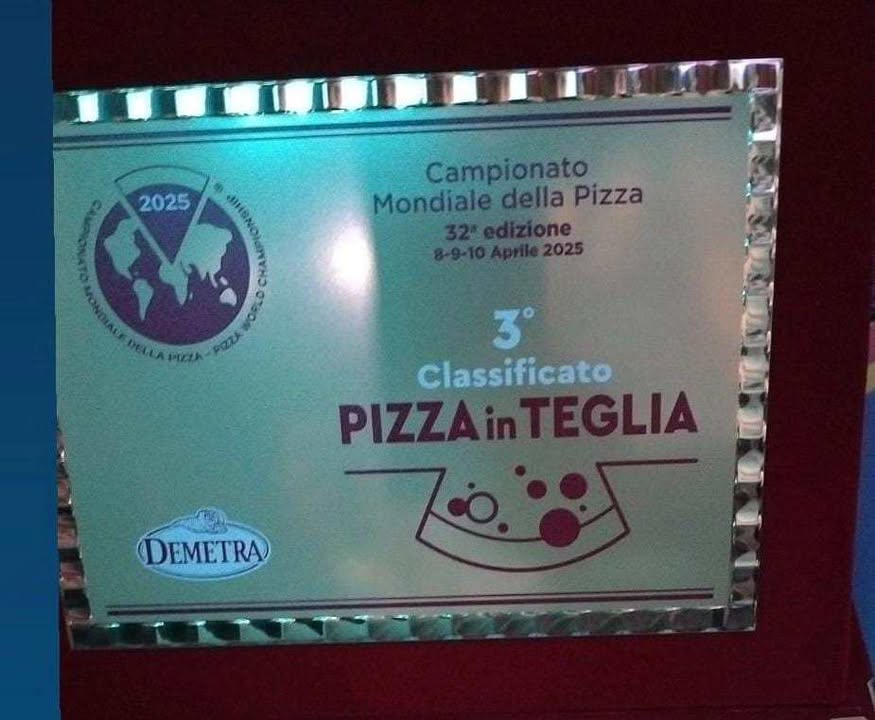 2025
CAMPIONATO MONDIALE DELLA PIZZA - PIZZA WORLD CHAMPIONSHIP ®
Campionato
Mondiale della Pizza
32ª edizione
8-9-10 Aprile 2025
3°
Classificato
PIZZA in TEGLIA
DEMETRA